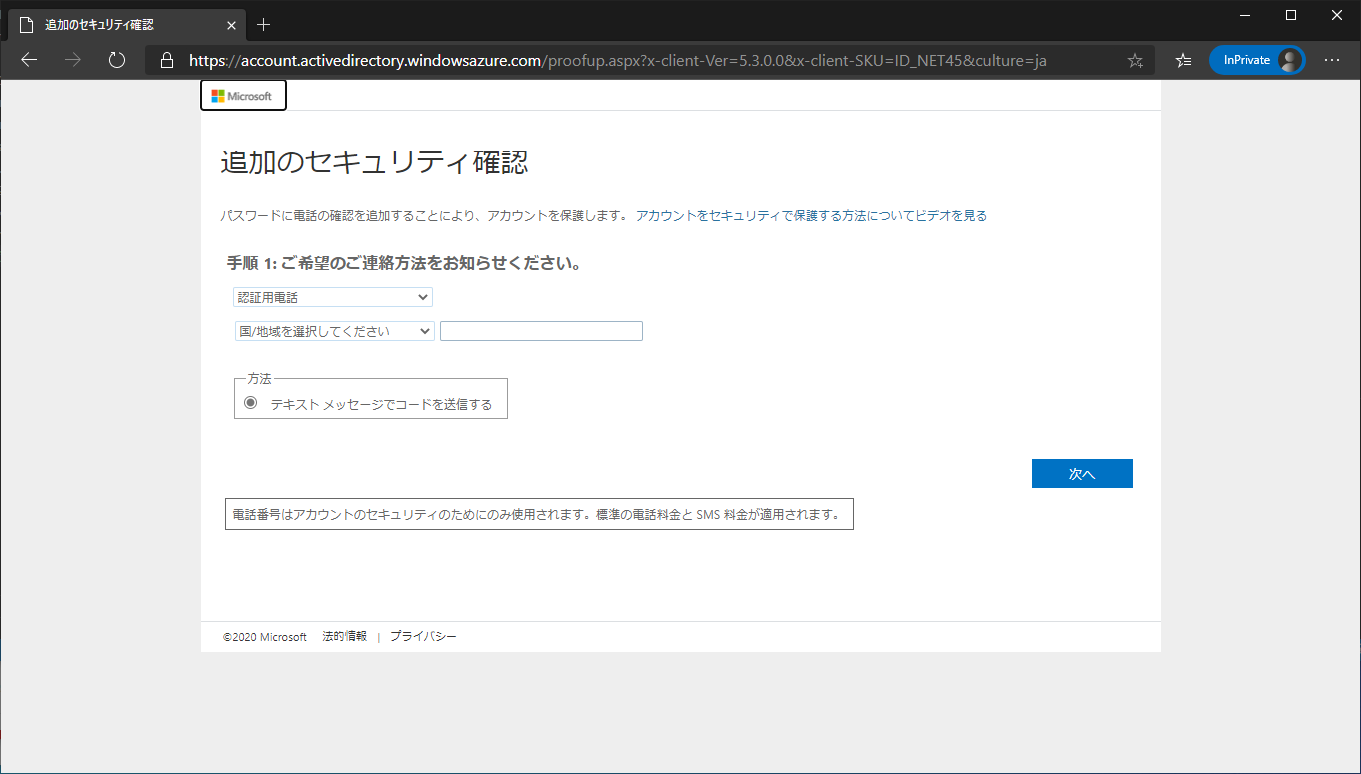 追加のセキュリティ確認
https://account.activedirectory.windowsazure.com/proofup.aspx?x-client-Ver=5.3.0.0&x-client-SKU=ID_NET45&culture=ja
InPrivate
Microsoft
追加のセキュリティ確認
パスワードに電話の確認を追加することにより、アカウントを保護します。 アカウントをセキュリティで保護する方法についてビデオを見る
手順 1: ご希望のご連絡方法をお知らせください。
認証用電話
国/地域を選択してください
方法
テキスト メッセージでコードを送信する
次へ
電話番号はアカウントのセキュリティのためにのみ使用されます。標準の電話料金と SMS 料金が適用されます。
©2020 Microsoft 法的情報 | プライバシー